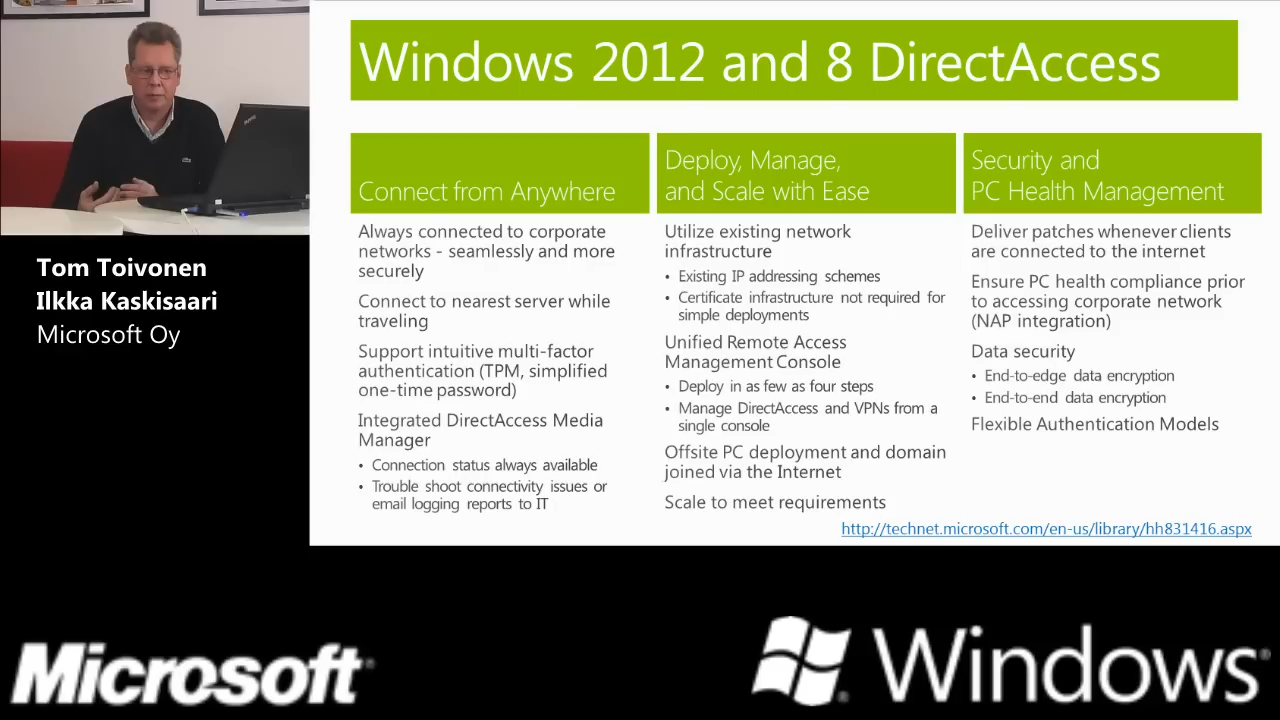 Windows 2012 and 8 DirectAccess
Connect from Anywhere
Always connected to corporate
networks - seamlessly and more
securely
Connect to nearest server while
traveling
Support intuitive multi-factor
authentication (TPM, simplified
one-time password)
Integrated DirectAccess Media
Manager
• Connection status always available
• Trouble shoot connectivity issues or
email logging reports to IT
Deploy, Manage,
and Scale with Ease
Utilize existing network
infrastructure
• Existing IP addressing schemes
• Certificate infrastructure not required for
simple deployments
Unified Remote Access
Management Console
• Deploy in as few as four steps
• Manage DirectAccess and VPNs from a
single console
Offsite PC deployment and domain
joined via the Internet
Scale to meet requirements
Security and
PC Health Management
Deliver patches whenever clients
are connected to the internet
Ensure PC health compliance prior
to accessing corporate network
(NAP integration)
Data security
• End-to-edge data encryption
• End-to-end data encryption
Flexible Authentication Models
http://technet.microsoft.com/en-us/library/hh831416.aspx
Tom Toivonen
Ilkka Kaskisaari
Microsoft Oy
Microsoft®
Windows®